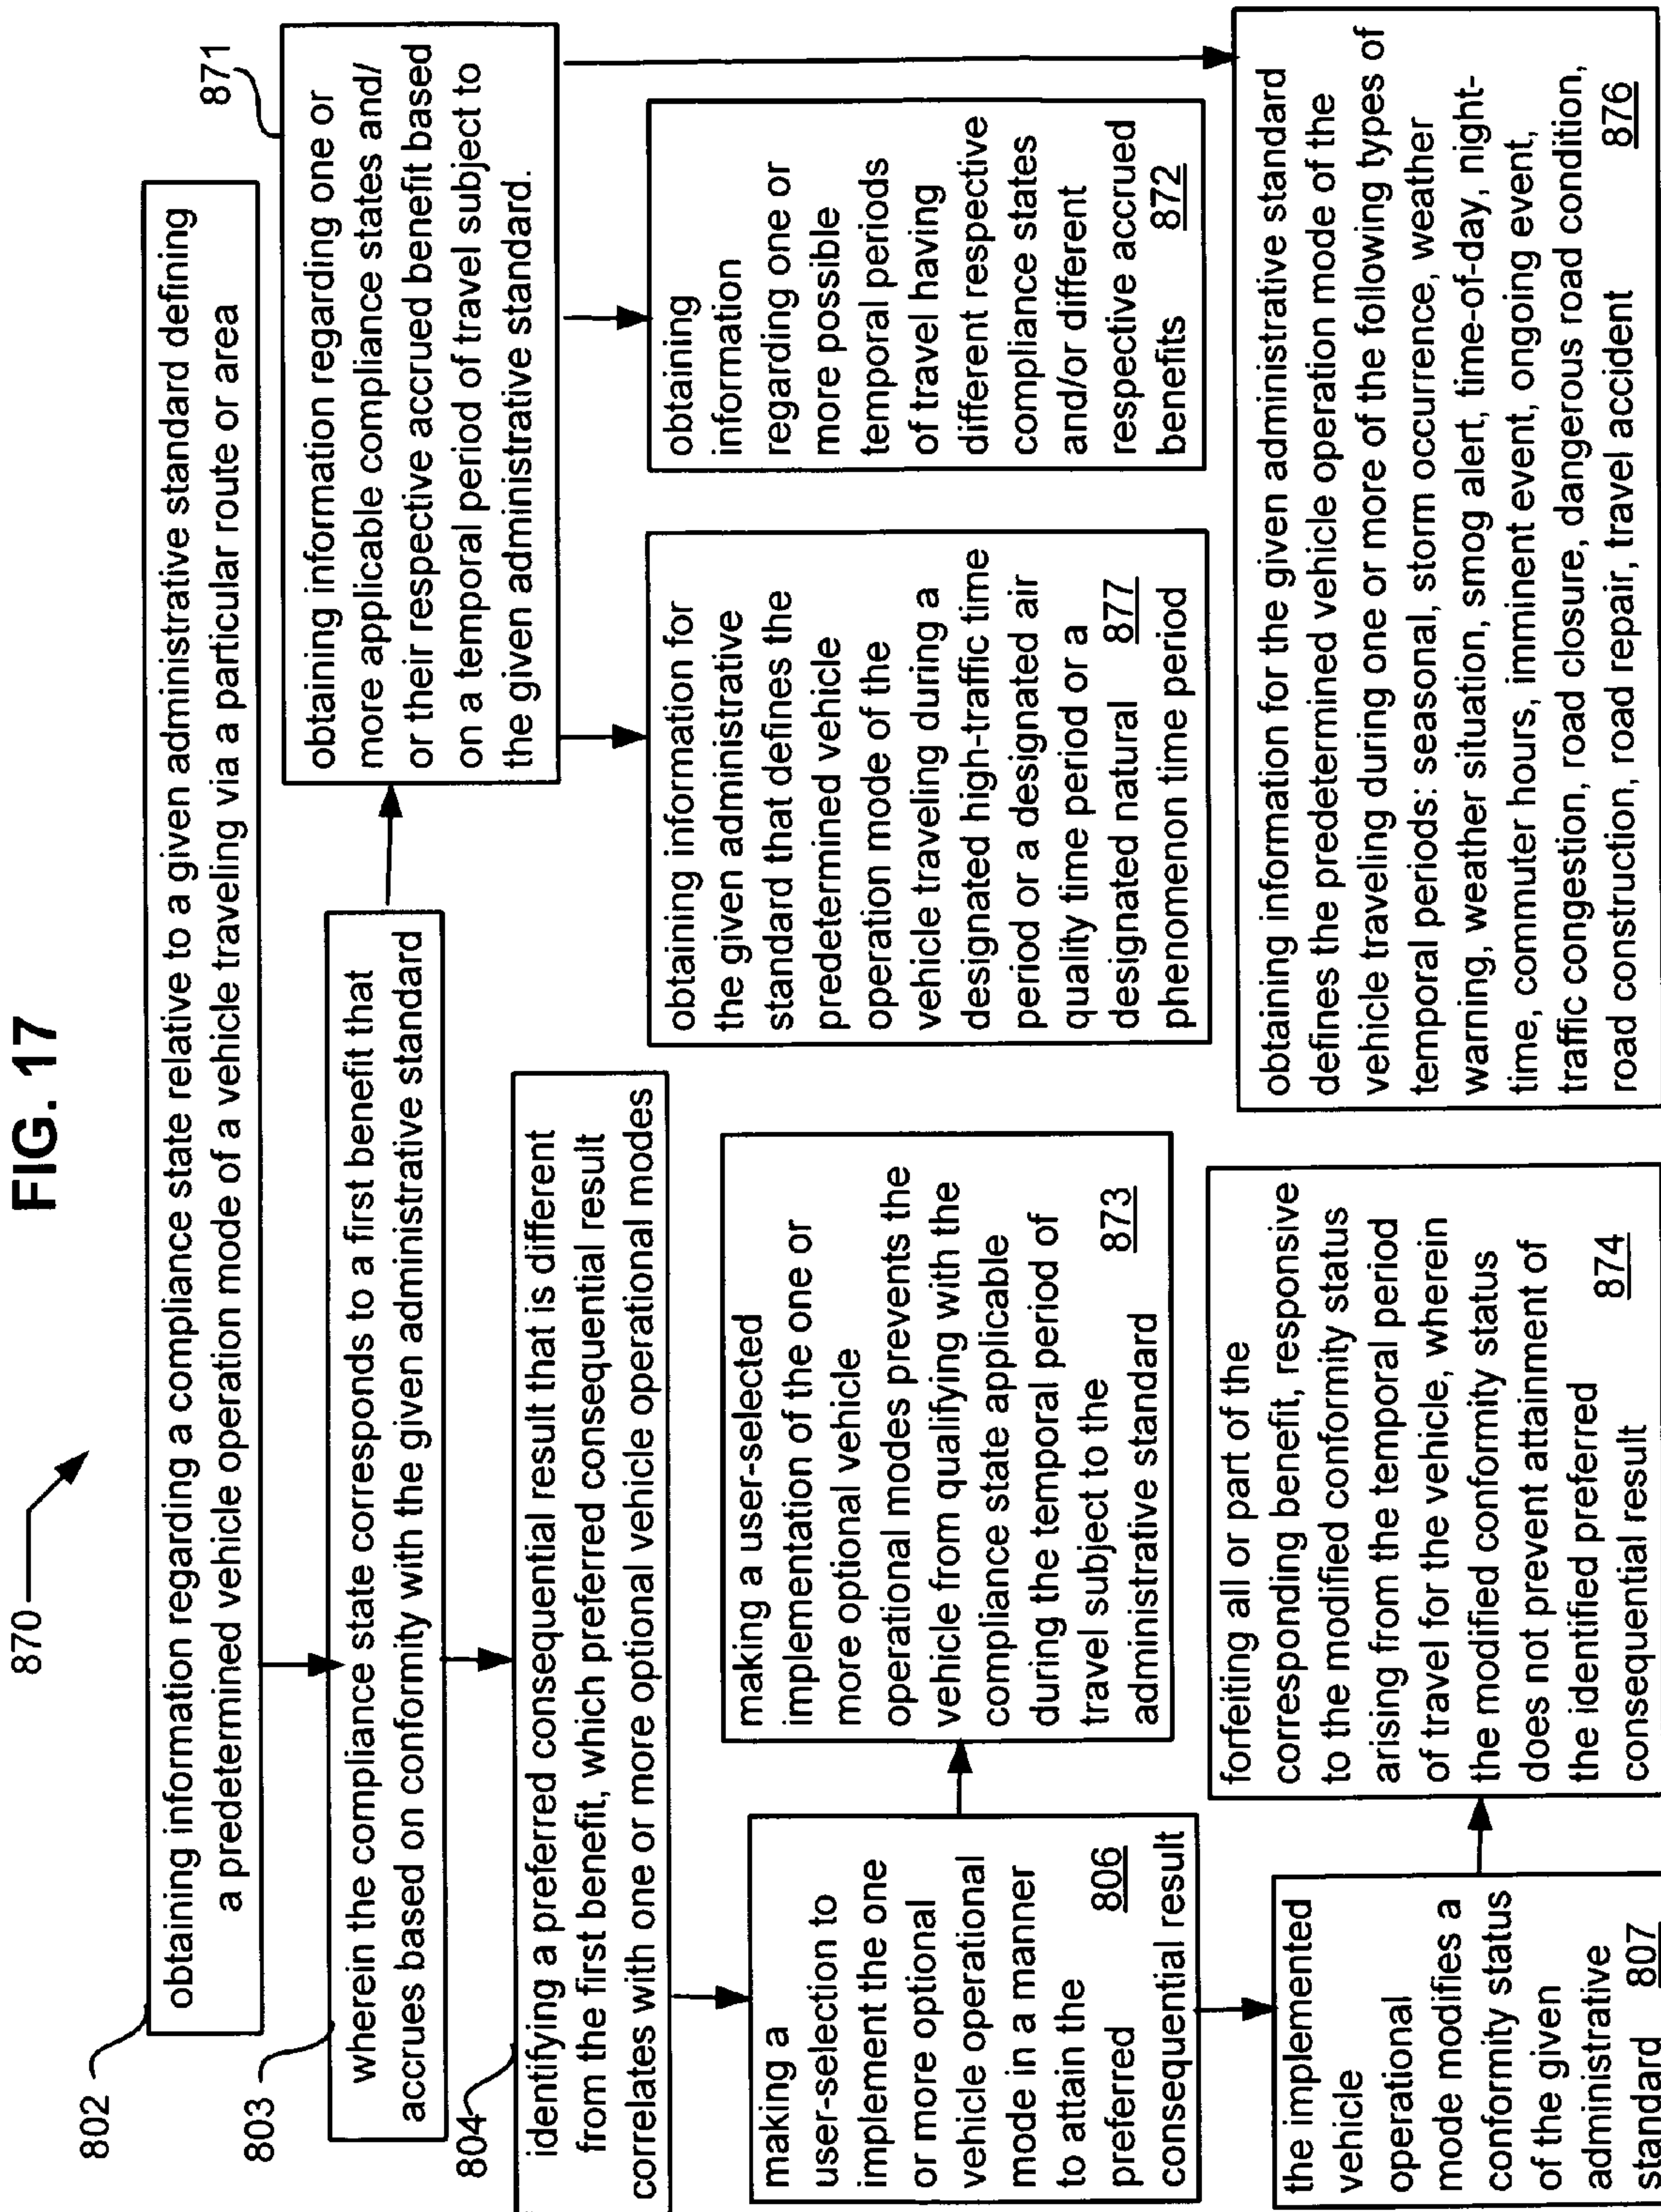 FIG. 17
870
802
obtaining information regarding a compliance state relative to a given administrative standard defining
a predetermined vehicle operation mode of a vehicle traveling via a particular route or area
803
wherein the compliance state corresponds to a first benefit that
accrues based on conformity with the given administrative standard
871
obtaining information regarding one or
more applicable compliance states and/
or their respective accrued benefit based
on a temporal period of travel subject to
the given administrative standard.
804
identifying a preferred consequential result that is different
from the first benefit, which preferred consequential result
correlates with one or more optional vehicle operational modes
obtaining information for
the given administrative
standard that defines the
predetermined vehicle
operation mode of the
vehicle traveling during a
designated high-traffic time
period or a designated air
quality time period or a
designated natural 877
phenomenon time period
obtaining
information
regarding one or
more possible
temporal periods
of travel having
different respective
compliance states
and/or different
respective accrued
benefits 872
making a
user-selection to
implement the one
or more optional
vehicle operational
mode in a manner
to attain the
preferred 806
consequential result
making a user-selected
implementation of the one or
more optional vehicle
operational modes prevents the
vehicle from qualifying with the
compliance state applicable
during the temporal period of
travel subject to the
administrative standard 873
the implemented
vehicle
operational
mode modifies a
conformity status
of the given
administrative
standard 807
forfeiting all or part of the
corresponding benefit, responsive
to the modified conformity status
arising from the temporal period
of travel for the vehicle, wherein
the modified conformity status
does not prevent attainment of
the identified preferred
consequential result 874
obtaining information for the given administrative standard
defines the predetermined vehicle operation mode of the
vehicle traveling during one or more of the following types of
temporal periods: seasonal, storm occurrence, weather
warning, weather situation, smog alert, time-of-day, night-
time, commuter hours, imminent event, ongoing event,
traffic congestion, road closure, dangerous road condition,
road construction, road repair, travel accident 876